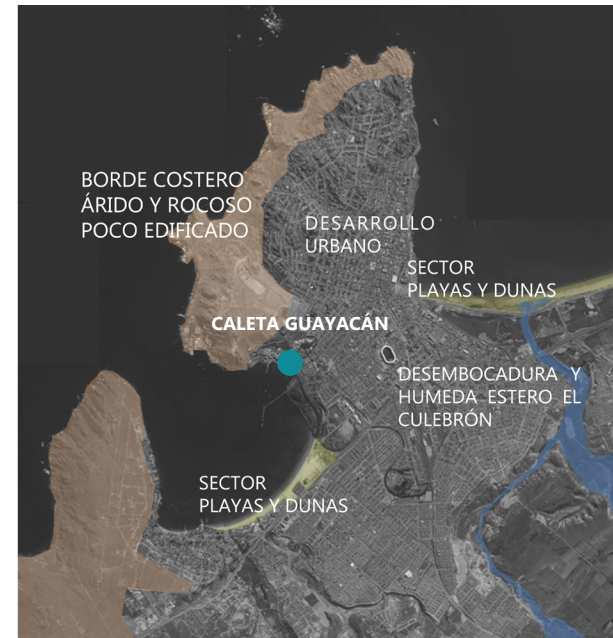 BORDE COSTERO
ÁRIDO Y ROCOSO
POCO EDIFICADO
DESARROLLO
URBANO
SECTOR
PLAYAS Y DUNAS
CALETA GUAYACÁN
DESEMBOCADURA Y
HUMEDA ESTERO EL
CULEBRÓN
SECTOR
PLAYAS Y DUNAS